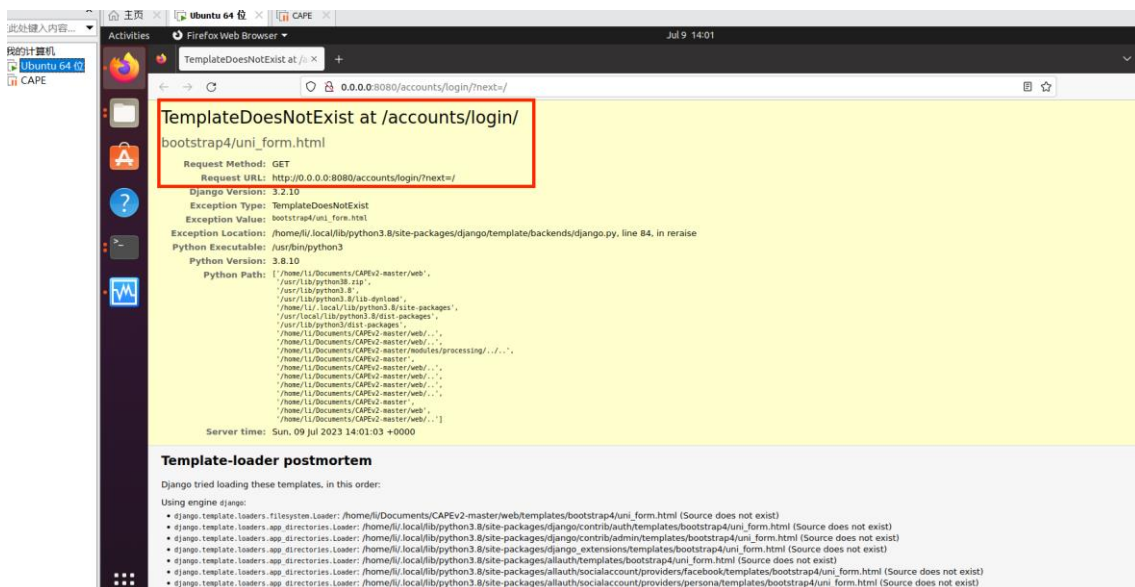 主页
Ubuntu 64 位
CAPE
此处键入内容...
我的计算机
Ubuntu 64 位
CAPE
Activities
Firefox Web Browser
Jul 9 14:01
TemplateDoesNotExist at /a
0.0.0.0:8080/accounts/login/?next=/
TemplateDoesNotExist at /accounts/login/
bootstrap4/uni_form.html
Request Method: GET
Request URL: http://0.0.0.0:8080/accounts/login/?next=/
Django Version: 3.2.10
Exception Type: TemplateDoesNotExist
Exception Value: bootstrap4/uni_form.html
Exception Location: /home/li/.local/lib/python3.8/site-packages/django/template/backends/django.py, line 84, in reraise
Python Executable: /usr/bin/python3
Python Version: 3.8.10
Python Path: ['/home/li/Documents/CAPEv2-master/web',
'/usr/lib/python38.zip',
'/usr/lib/python3.8',
'/usr/lib/python3.8/lib-dynload',
'/home/li/.local/lib/python3.8/site-packages',
'/usr/local/lib/python3.8/dist-packages',
'/usr/lib/python3/dist-packages',
'/home/li/Documents/CAPEv2-master/web/..',
'/home/li/Documents/CAPEv2-master/web/..',
'/home/li/Documents/CAPEv2-master/modules/processing/../..',
'/home/li/Documents/CAPEv2-master',
'/home/li/Documents/CAPEv2-master/web/..',
'/home/li/Documents/CAPEv2-master/web/..',
'/home/li/Documents/CAPEv2-master/web/..',
'/home/li/Documents/CAPEv2-master/web/..',
'/home/li/Documents/CAPEv2-master',
'/home/li/Documents/CAPEv2-master/web',
'/home/li/Documents/CAPEv2-master/web/..']
Server time: Sun, 09 Jul 2023 14:01:03 +0000
Template-loader postmortem
Django tried loading these templates, in this order:
Using engine django:
• django.template.loaders.filesystem.Loader: /home/li/Documents/CAPEv2-master/web/templates/bootstrap4/uni_form.html (Source does not exist)
• django.template.loaders.app_directories.Loader: /home/li/.local/lib/python3.8/site-packages/django/contrib/auth/templates/bootstrap4/uni_form.html (Source does not exist)
• django.template.loaders.app_directories.Loader: /home/li/.local/lib/python3.8/site-packages/django/contrib/admin/templates/bootstrap4/uni_form.html (Source does not exist)
• django.template.loaders.app_directories.Loader: /home/li/.local/lib/python3.8/site-packages/django_extensions/templates/bootstrap4/uni_form.html (Source does not exist)
• django.template.loaders.app_directories.Loader: /home/li/.local/lib/python3.8/site-packages/allauth/templates/bootstrap4/uni_form.html (Source does not exist)
• django.template.loaders.app_directories.Loader: /home/li/.local/lib/python3.8/site-packages/allauth/socialaccount/providers/facebook/templates/bootstrap4/uni_form.html (Source does not exist)
• django.template.loaders.app_directories.Loader: /home/li/.local/lib/python3.8/site-packages/allauth/socialaccount/providers/persona/templates/bootstrap4/uni_form.html (Source does not exist)